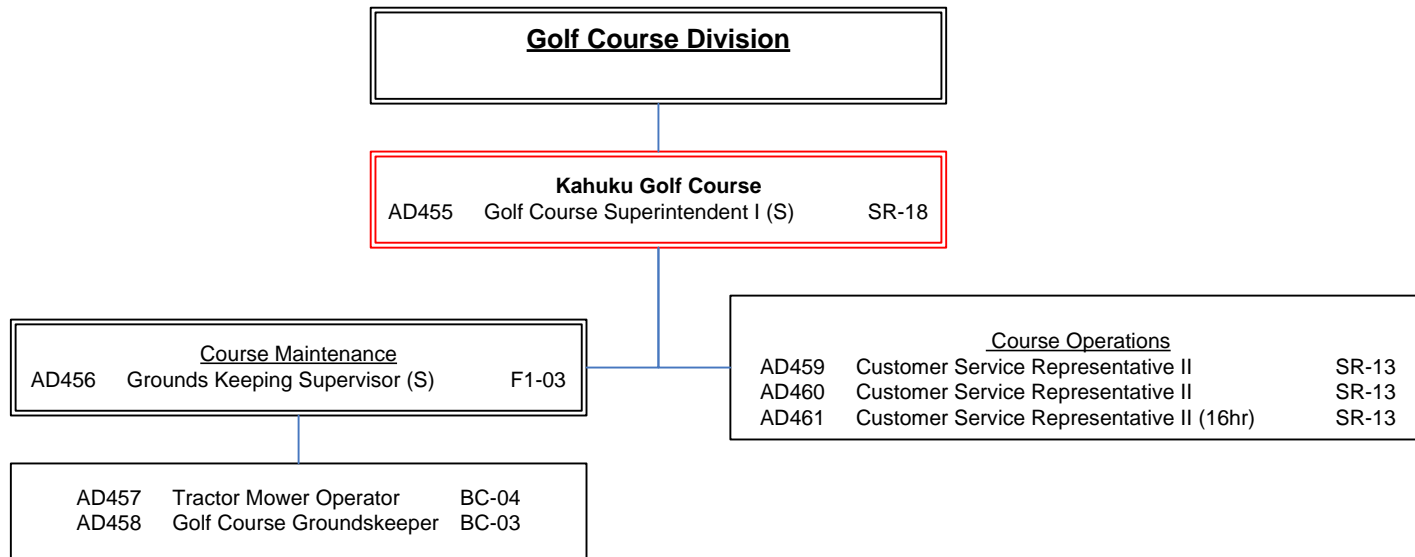 Golf Course Division
Kahuku Golf Course
AD455 Golf Course Superintendent I (S) SR-18
Course Maintenance
AD456 Grounds Keeping Supervisor (S) F1-03
Course Operations
AD459 Customer Service Representative II SR-13
AD460 Customer Service Representative II SR-13
AD461 Customer Service Representative II (16hr) SR-13
AD457 Tractor Mower Operator BC-04
AD458 Golf Course Groundskeeper BC-03